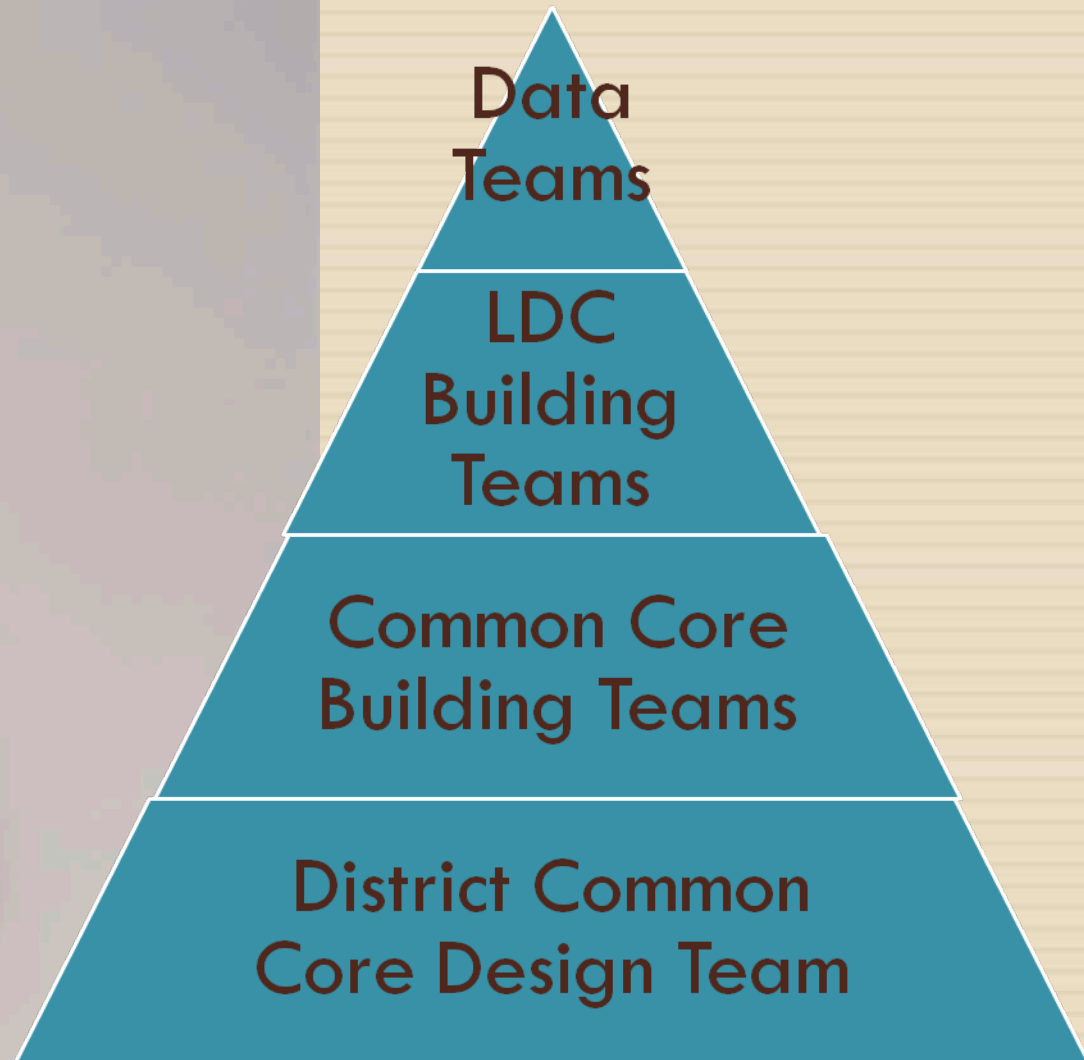 Data
Teams
LDC
Building
Teams
Common Core
Building Teams
District Common
Core Design Team